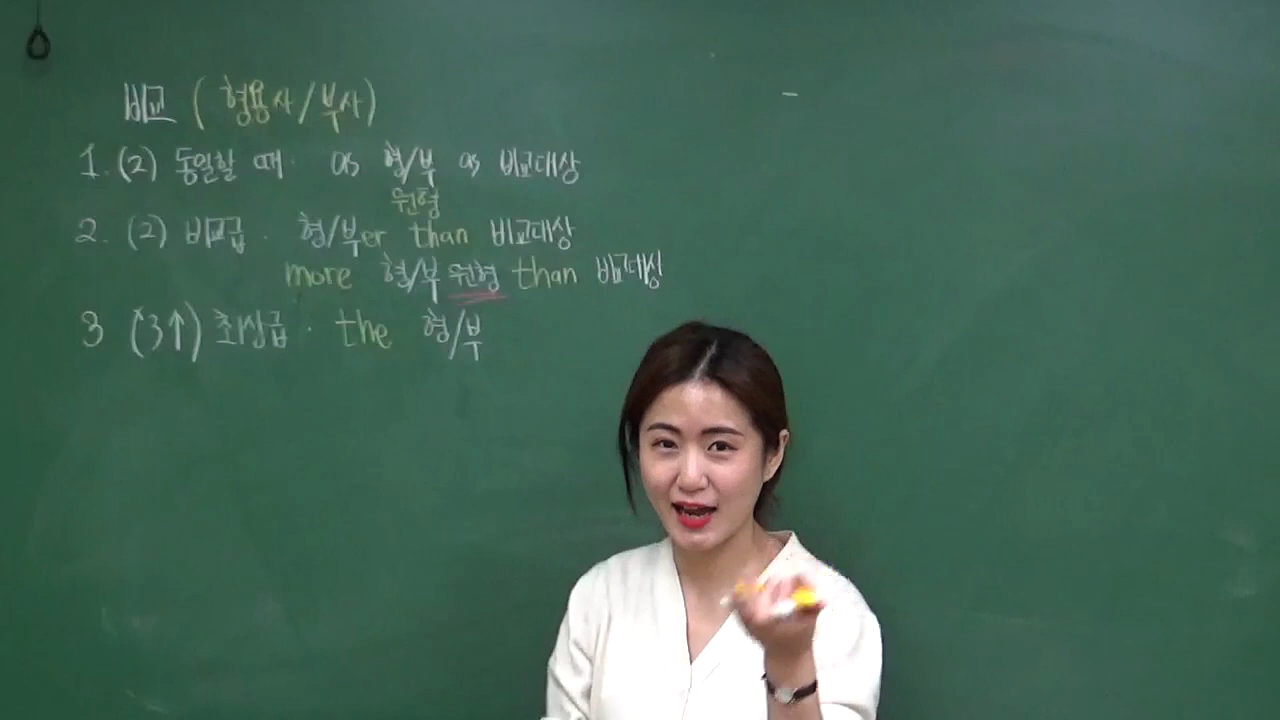 비교 (형용사/부사)
1. (2) 동일할 때. as 형/부 as 비교대상
원형
2. (2) 비교급. 형/부er than 비교대상
more 형/부 원형 than 비교대상
3 (3↑) 최상급. the 형/부